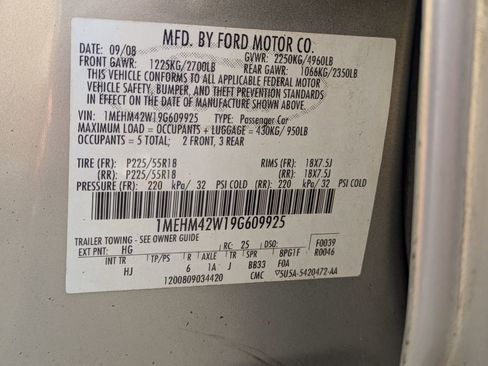 MFD. BY FORD MOTOR CO.
DATE: 09/08 GVWR: 2250KG/4960LB
FRONT GAWR: 1225KG/2700LB REAR GAWR: 1066KG/2350LB
THIS VEHICLE CONFORMS TO ALL APPLICABLE FEDERAL MOTOR
VEHICLE SAFETY, BUMPER, AND THEFT PREVENTION STANDARDS
IN EFFECT ON THE DATE OF MANUFACTURE SHOWN ABOVE.
VIN: 1MEHM42W19G609925 TYPE: Passenger Car
MAXIMUM LOAD = OCCUPANTS + LUGGAGE = 430KG/ 950LB
OCCUPANTS = 5 TOTAL: 2 FRONT, 3 REAR
TIRE (FR): P225/55R18 RIMS (FR): 18X7.5J
(RR): P225/55R18 (RR): 18X7.5J
PRESSURE (FR): 220 kPa/ 32 PSI COLD (RR): 220 kPa/ 32 PSI COLD
1MEHM42W19G609925
TRAILER TOWING - SEE OWNER GUIDE F0039
EXT PNT: HG RC: 25 DSO: R0046
INT TR TP/PS R AXLE TR SPR BPGTF
HJ 6 1A J BB33 F0A
1200809034420 CMC 5U5A-5420472-AA